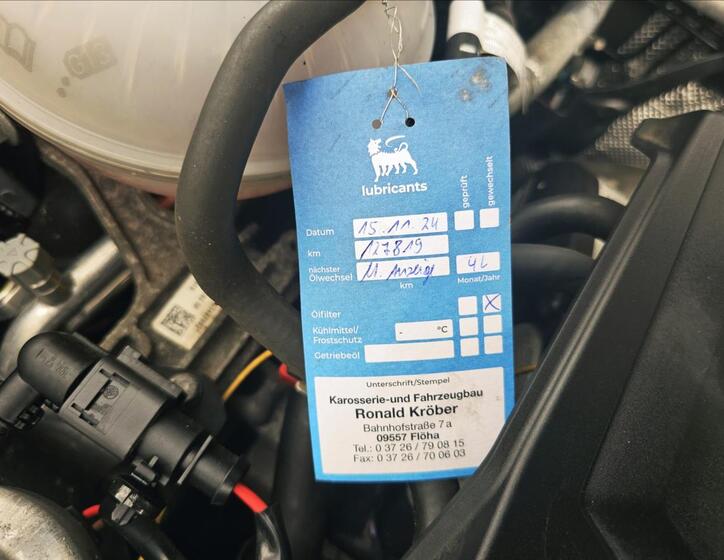 G13
lubricants
geprüft
gewechselt
Datum 15.11.24
km 127819
nächster
Ölwechsel n. Anzeige 4L
km Monat/Jahr
Ölfilter X
Kühlmittel/
Frostschutz - °C
Getriebeöl
Unterschrift/Stempel
Karosserie-und Fahrzeugbau
Ronald Kröber
Bahnhofstraße 7a
09557 Flöha
Tel.: 0 37 26 / 79 08 15
Fax: 0 37 26 / 70 06 03